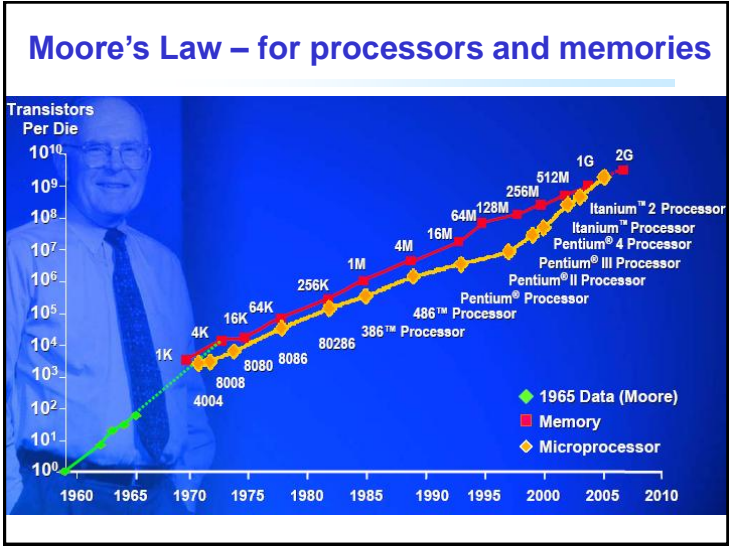 Moore's Law – for processors and memories
Transistors
Per Die
10¹⁰
10⁹
10⁸
10⁷
10⁶
10⁵
10⁴
10³
10²
10¹
10⁰
1K
4K
16K
64K
256K
1M
4M
16M
64M
128M
256M
512M
1G
2G
4004
8008
8080
8086
80286
386™ Processor
486™ Processor
Pentium® Processor
Pentium® II Processor
Pentium® III Processor
Pentium® 4 Processor
Itanium™ Processor
Itanium™ 2 Processor
1965 Data (Moore)
Memory
Microprocessor
1960 1965 1970 1975 1980 1985 1990 1995 2000 2005 2010